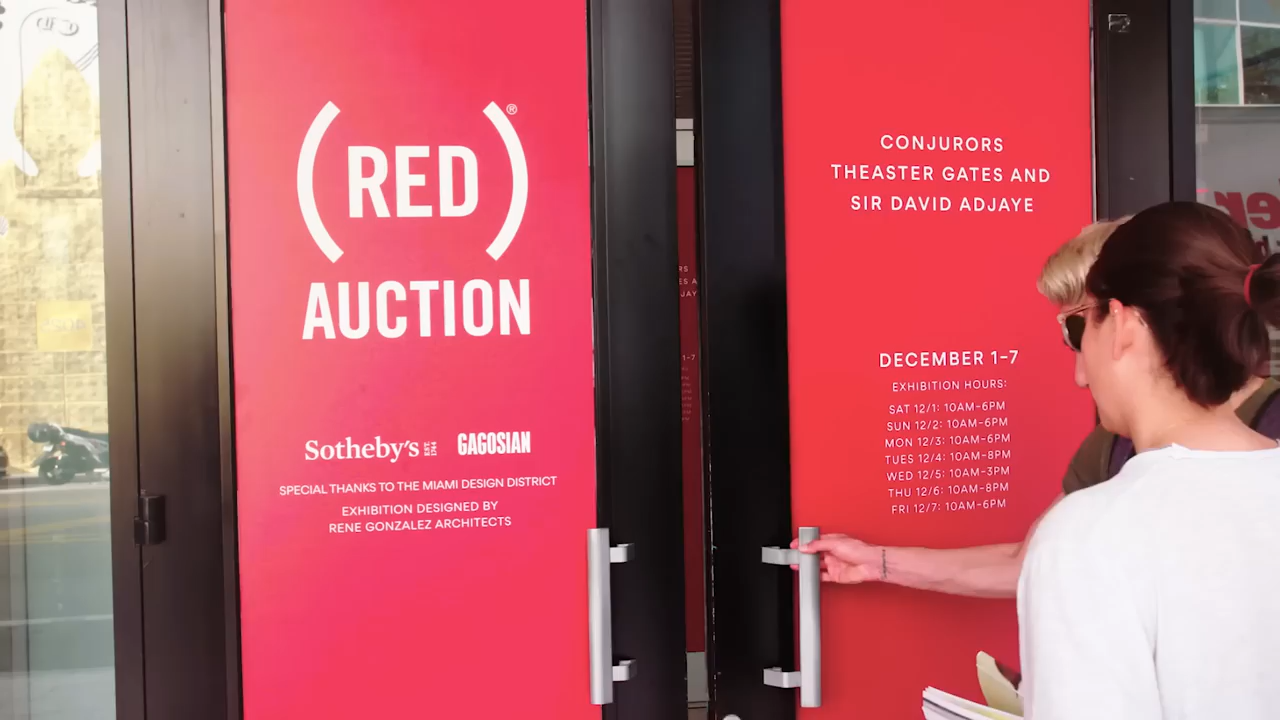 (RED)®
AUCTION
Sotheby's EST. 1744 GAGOSIAN
SPECIAL THANKS TO THE MIAMI DESIGN DISTRICT
EXHIBITION DESIGNED BY
RENE GONZALEZ ARCHITECTS
CONJURORS
THEASTER GATES AND
SIR DAVID ADJAYE
DECEMBER 1-7
EXHIBITION HOURS:
SAT 12/1: 10AM-6PM
SUN 12/2: 10AM-6PM
MON 12/3: 10AM-6PM
TUES 12/4: 10AM-8PM
WED 12/5: 10AM-3PM
THU 12/6: 10AM-8PM
FRI 12/7: 10AM-6PM